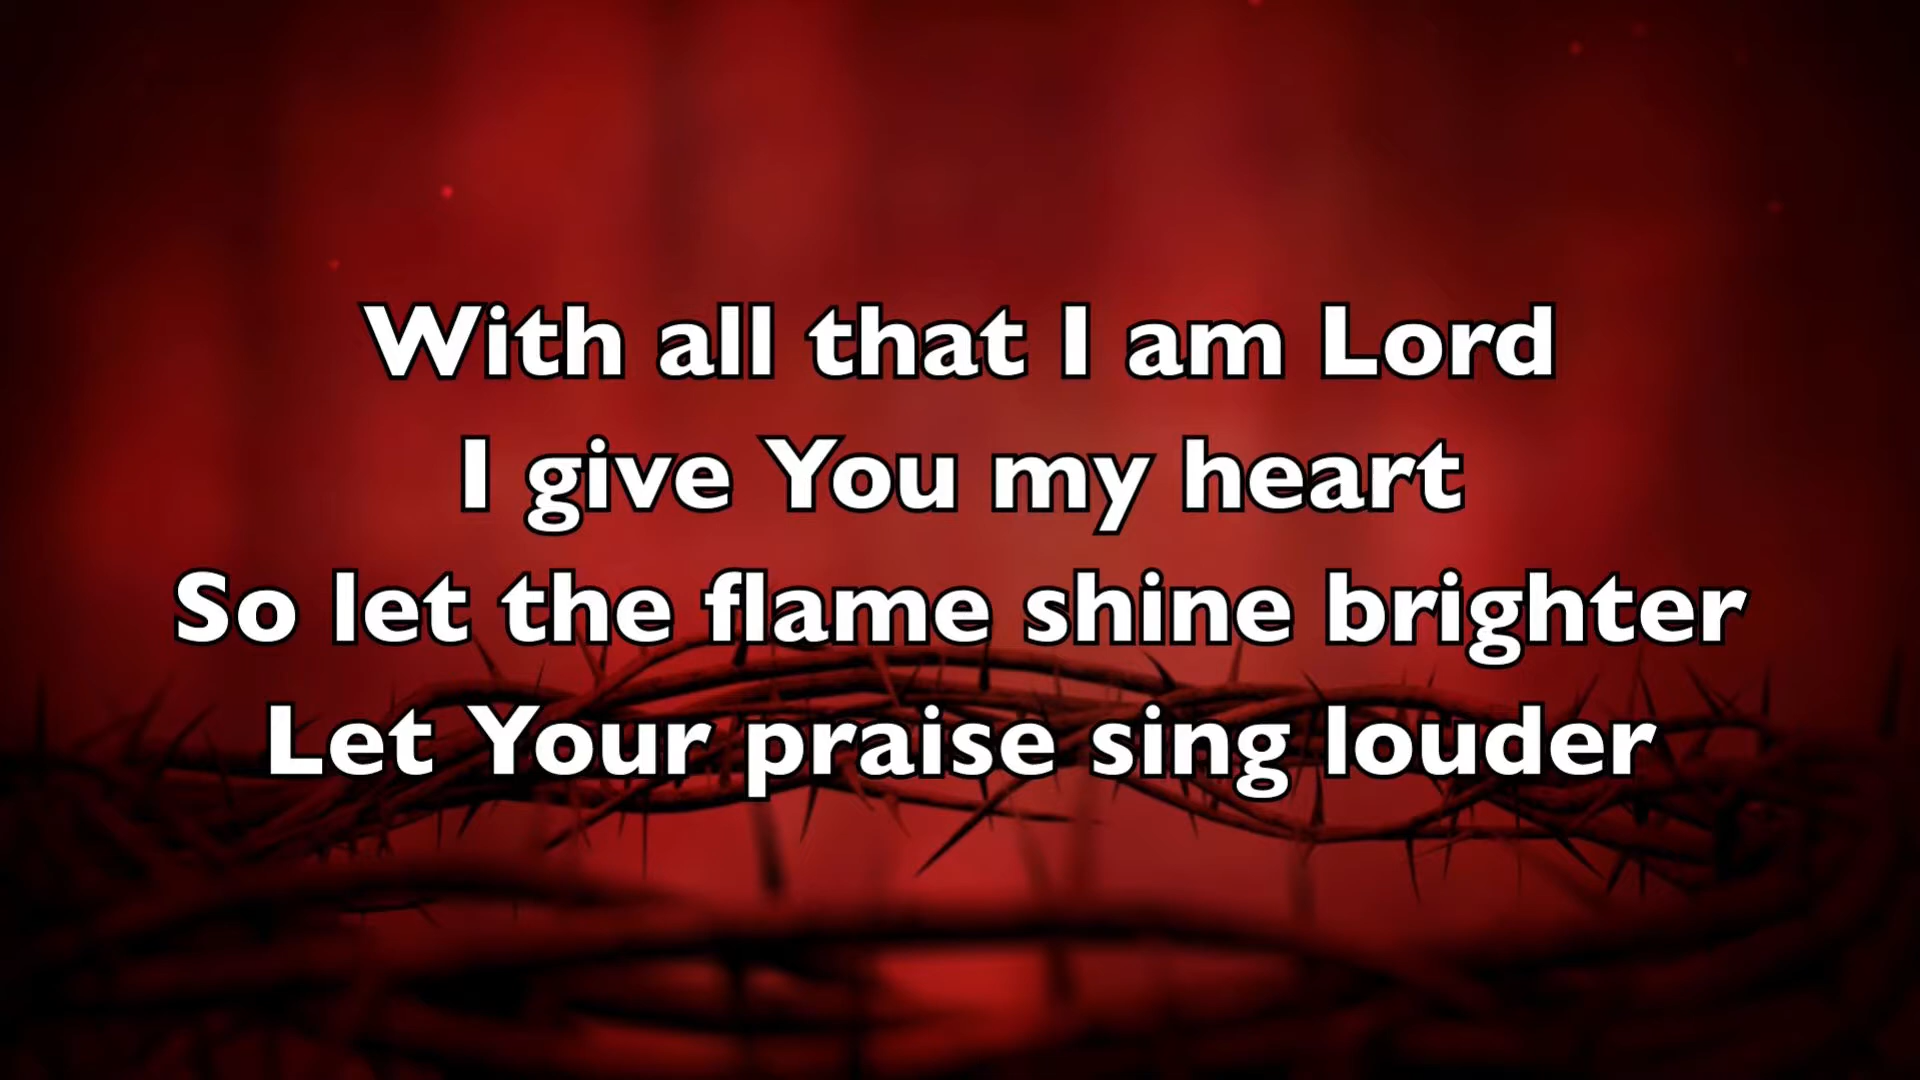 With all that I am Lord
I give You my heart
So let the flame shine brighter
Let Your praise sing louder